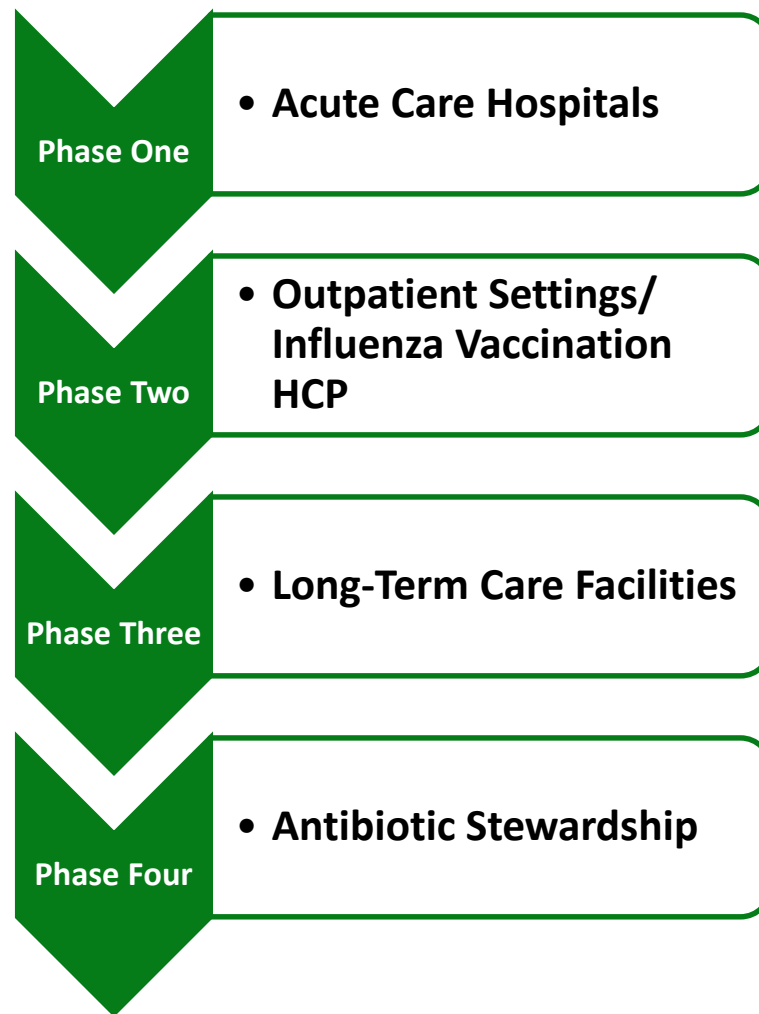 Phase One
• Acute Care Hospitals
Phase Two
• Outpatient Settings/
Influenza Vaccination
HCP
Phase Three
• Long-Term Care Facilities
Phase Four
• Antibiotic Stewardship